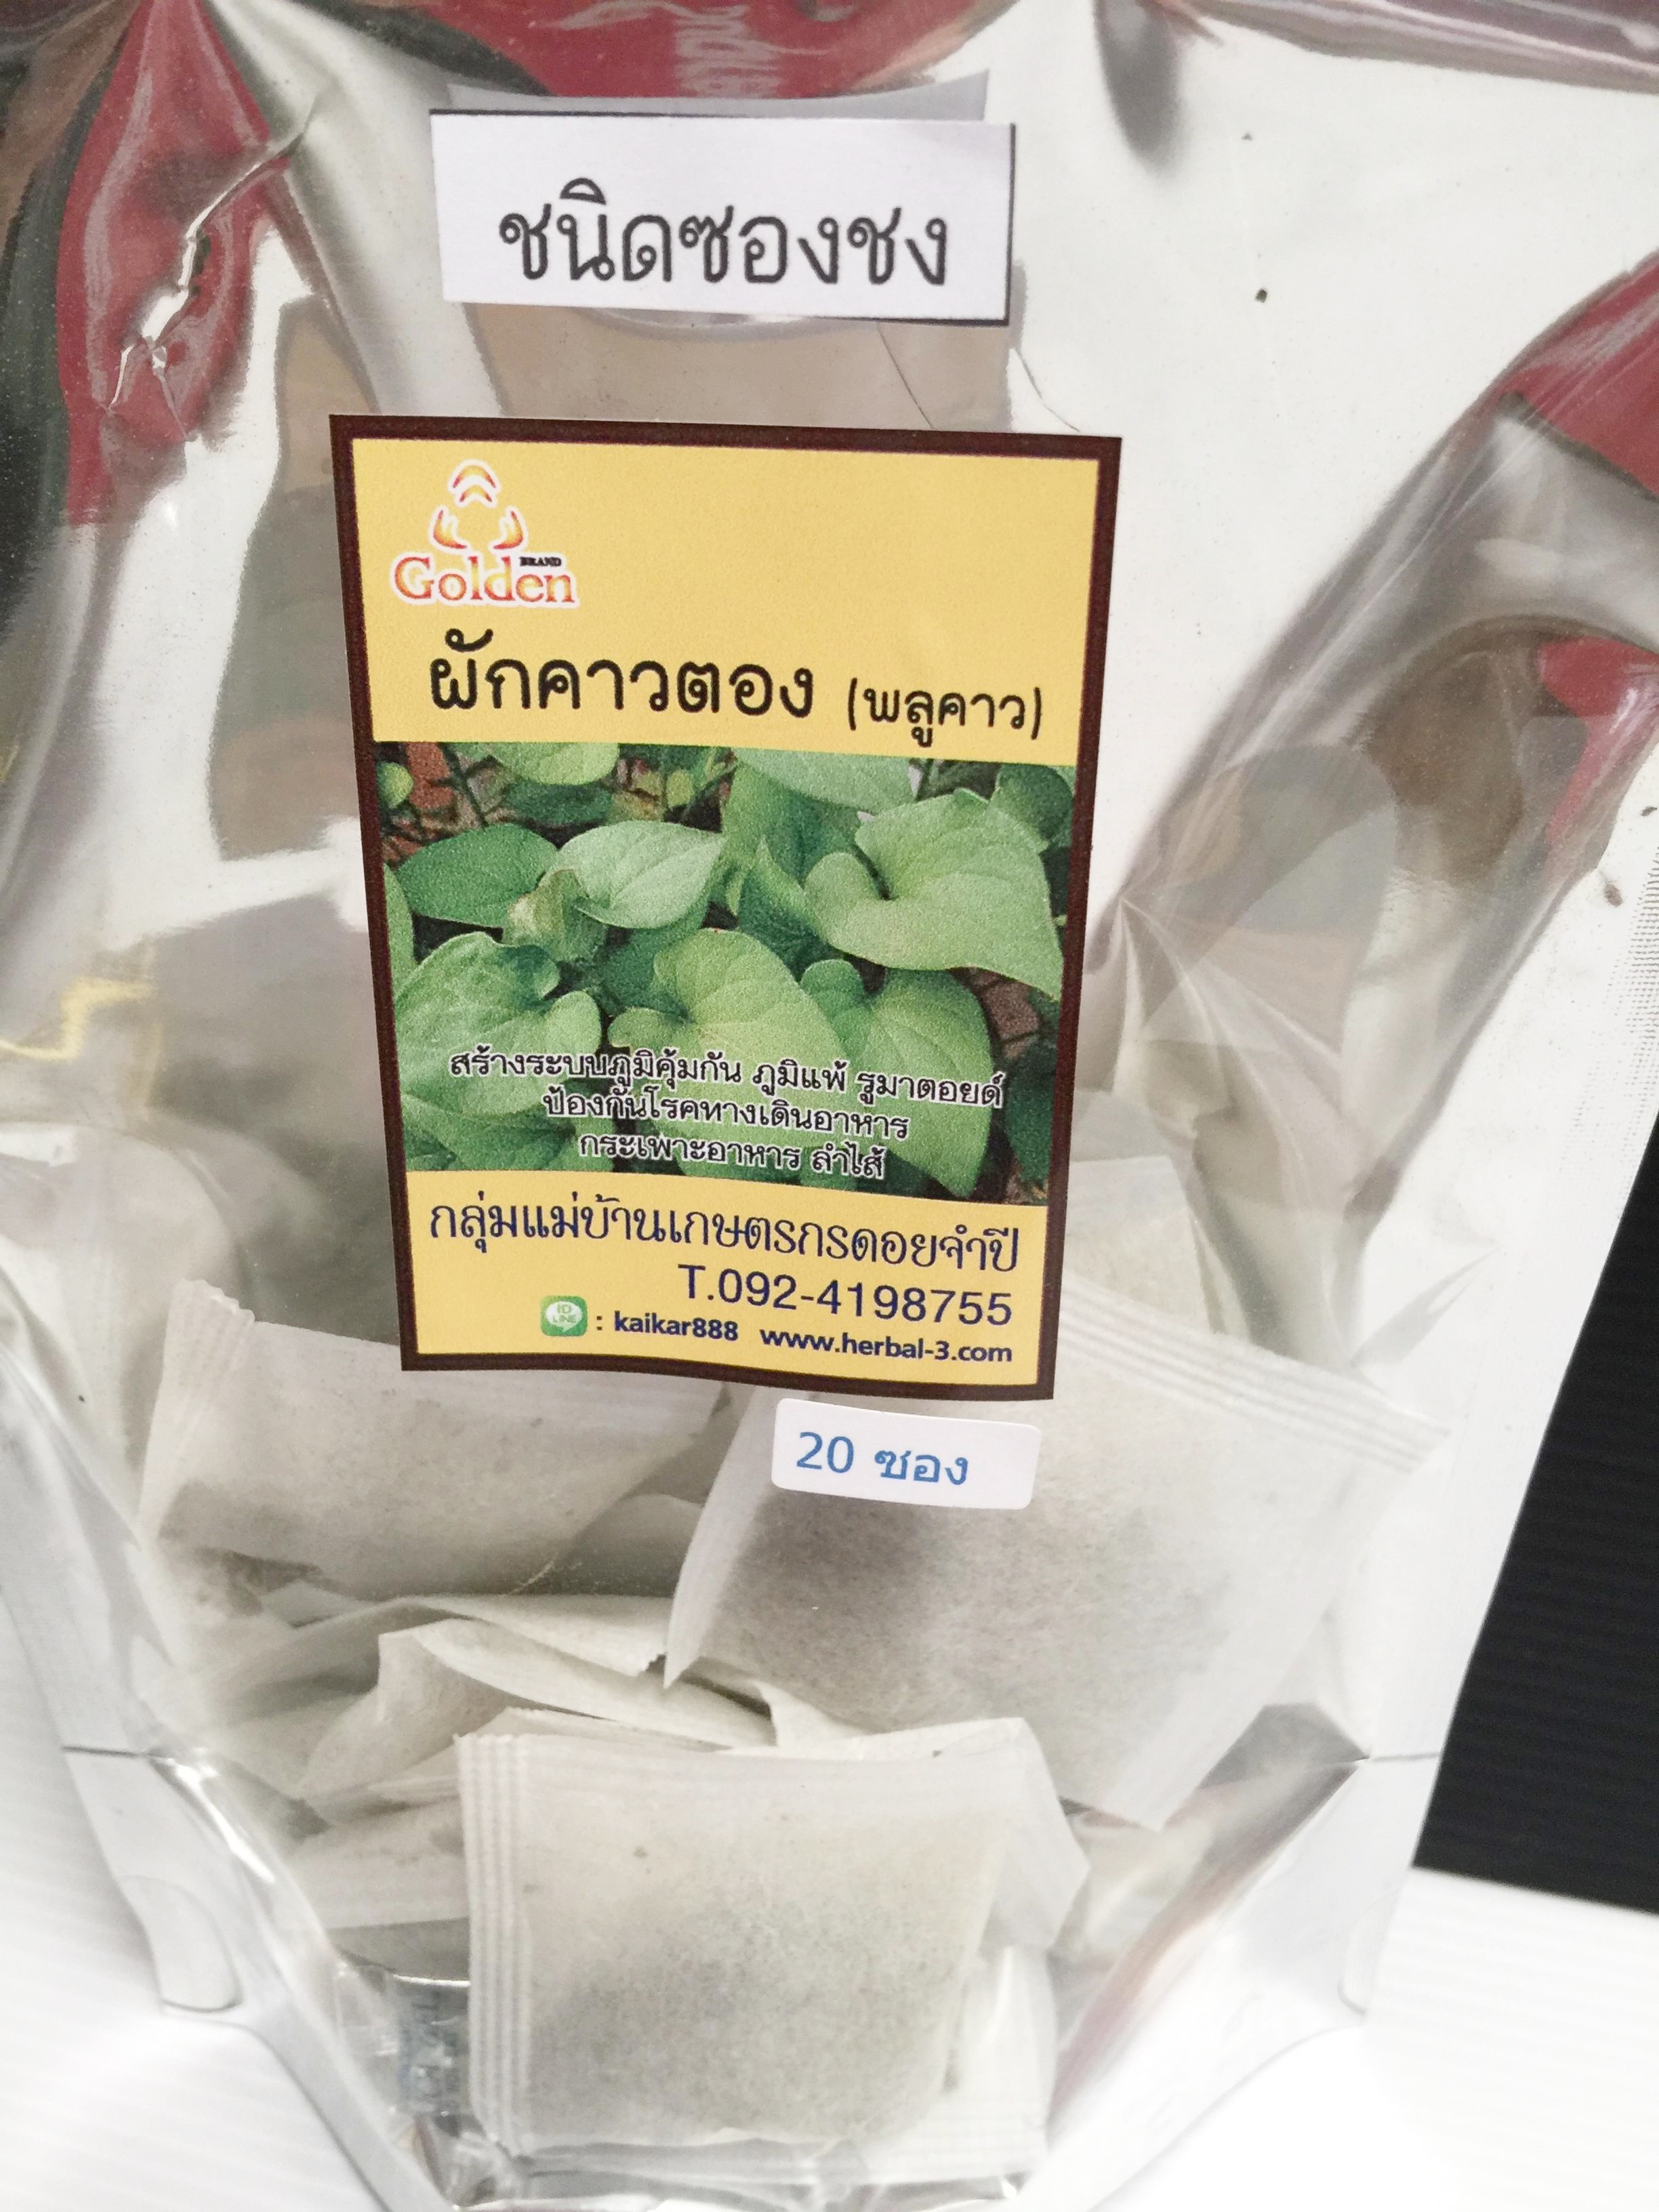 ชนิดซองชง
BRAND
Golden
ผักคาวตอง (พลูคาว)
สร้างระบบภูมิคุ้มกัน ภูมิแพ้ รูมาตอยด์
ป้องกันโรคทางเดินอาหาร
กระเพาะอาหาร ลำไส้
กลุ่มแม่บ้านเกษตรกรดอยจำปี
T.092-4198755
ID LINE : kaikar888 www.herbal-3.com
20 ซอง